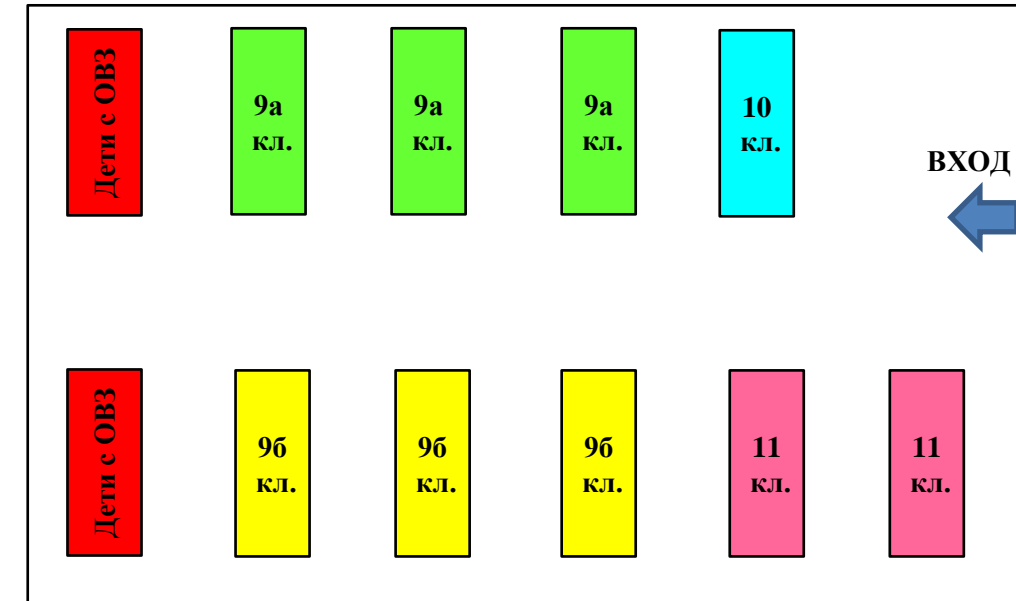 Дети с ОВЗ
9а
кл.
9а
кл.
9а
кл.
10
кл.
ВХОД
Дети с ОВЗ
9б
кл.
9б
кл.
9б
кл.
11
кл.
11
кл.